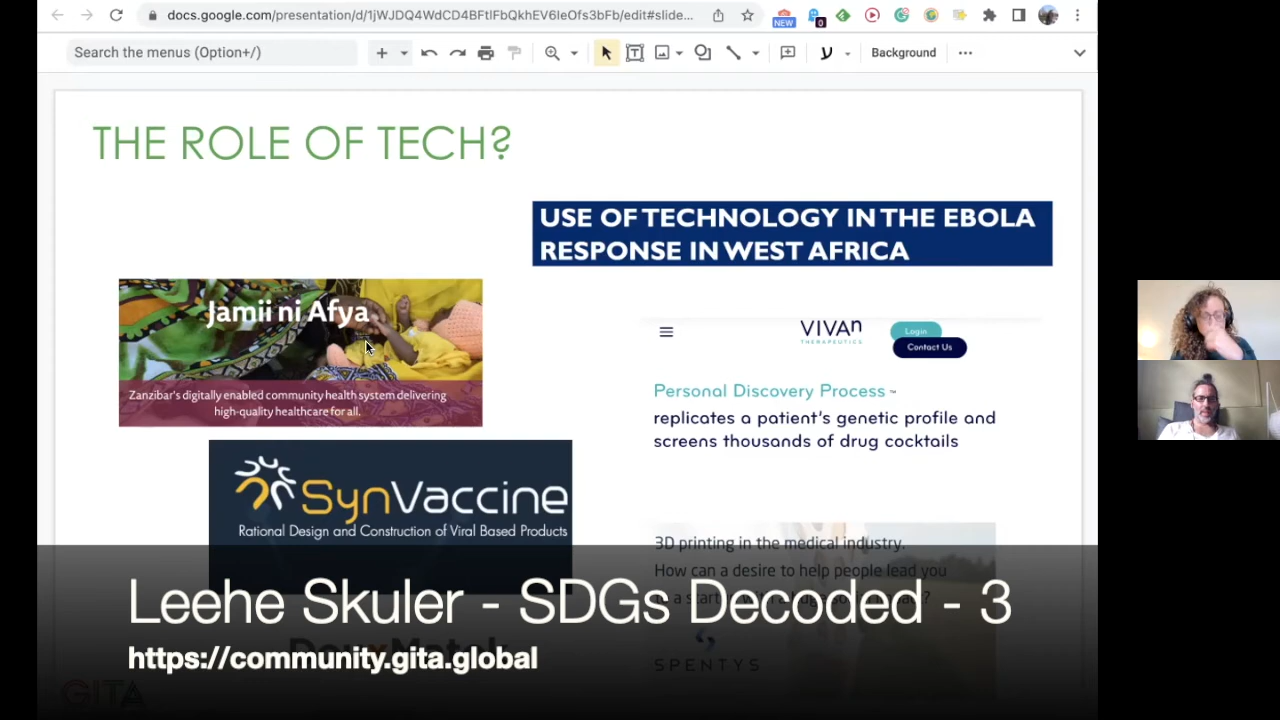 docs.google.com/presentation/d/1jWJDQ4WdCD4BFtlFbQkhEV6IeOfs3bFb/edit#slide...
NEW
0
Search the menus (Option+/)
Background
THE ROLE OF TECH?
USE OF TECHNOLOGY IN THE EBOLA
RESPONSE IN WEST AFRICA
Jamii ni Afya
Zanzibar's digitally enabled community health system delivering
high-quality healthcare for all.
VIVAn
THERAPEUTICS
Login
Contact Us
Personal Discovery Process ~
replicates a patient's genetic profile and
screens thousands of drug cocktails
SynVaccine
Rational Design and Construction of Viral Based Products
3D printing in the medical industry.
How can a desire to help people lead you
Leehe Skuler - SDGs Decoded - 3
https://community.gita.global
SPENTYS
GITA